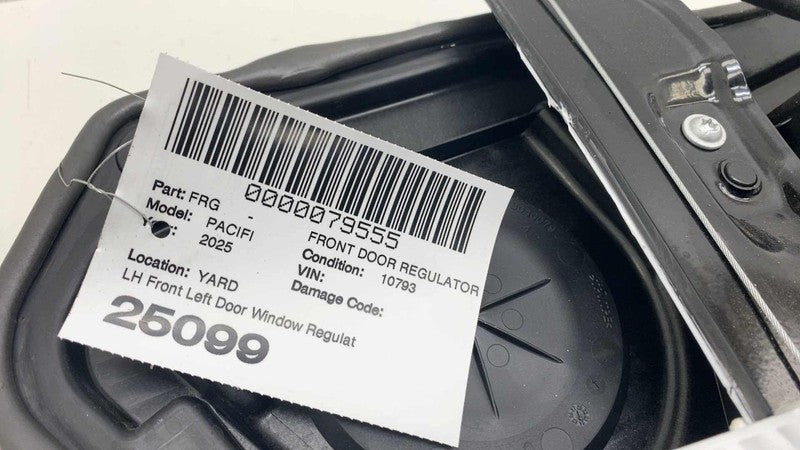 0000079555
Part: FRG - FRONT DOOR REGULATOR
Model: PACIFI Condition: 10793
2025 VIN:
Location: YARD Damage Code:
LH Front Left Door Window Regulat
25099